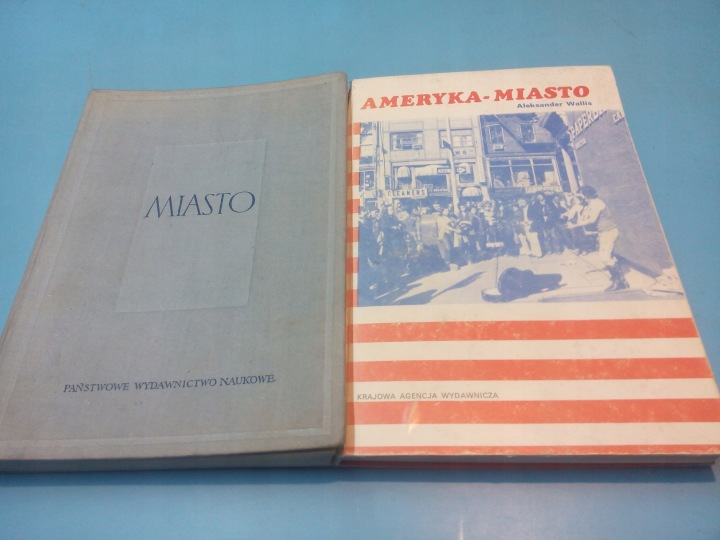 MIASTO
PAŃSTWOWE WYDAWNICTWO NAUKOWE
AMERYKA-MIASTO
Aleksander Wallis
CLEANERS
KRAJOWA AGENCJA WYDAWNICZA